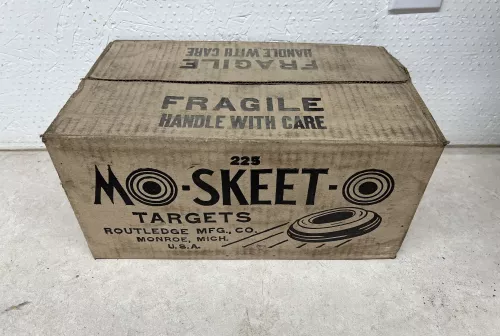 FRAGILE
HANDLE WITH CARE
FRAGILE
HANDLE WITH CARE
225
MO-SKEET-O
TARGETS
ROUTLEDGE MFG., CO.
MONROE, MICH.
U.S.A.